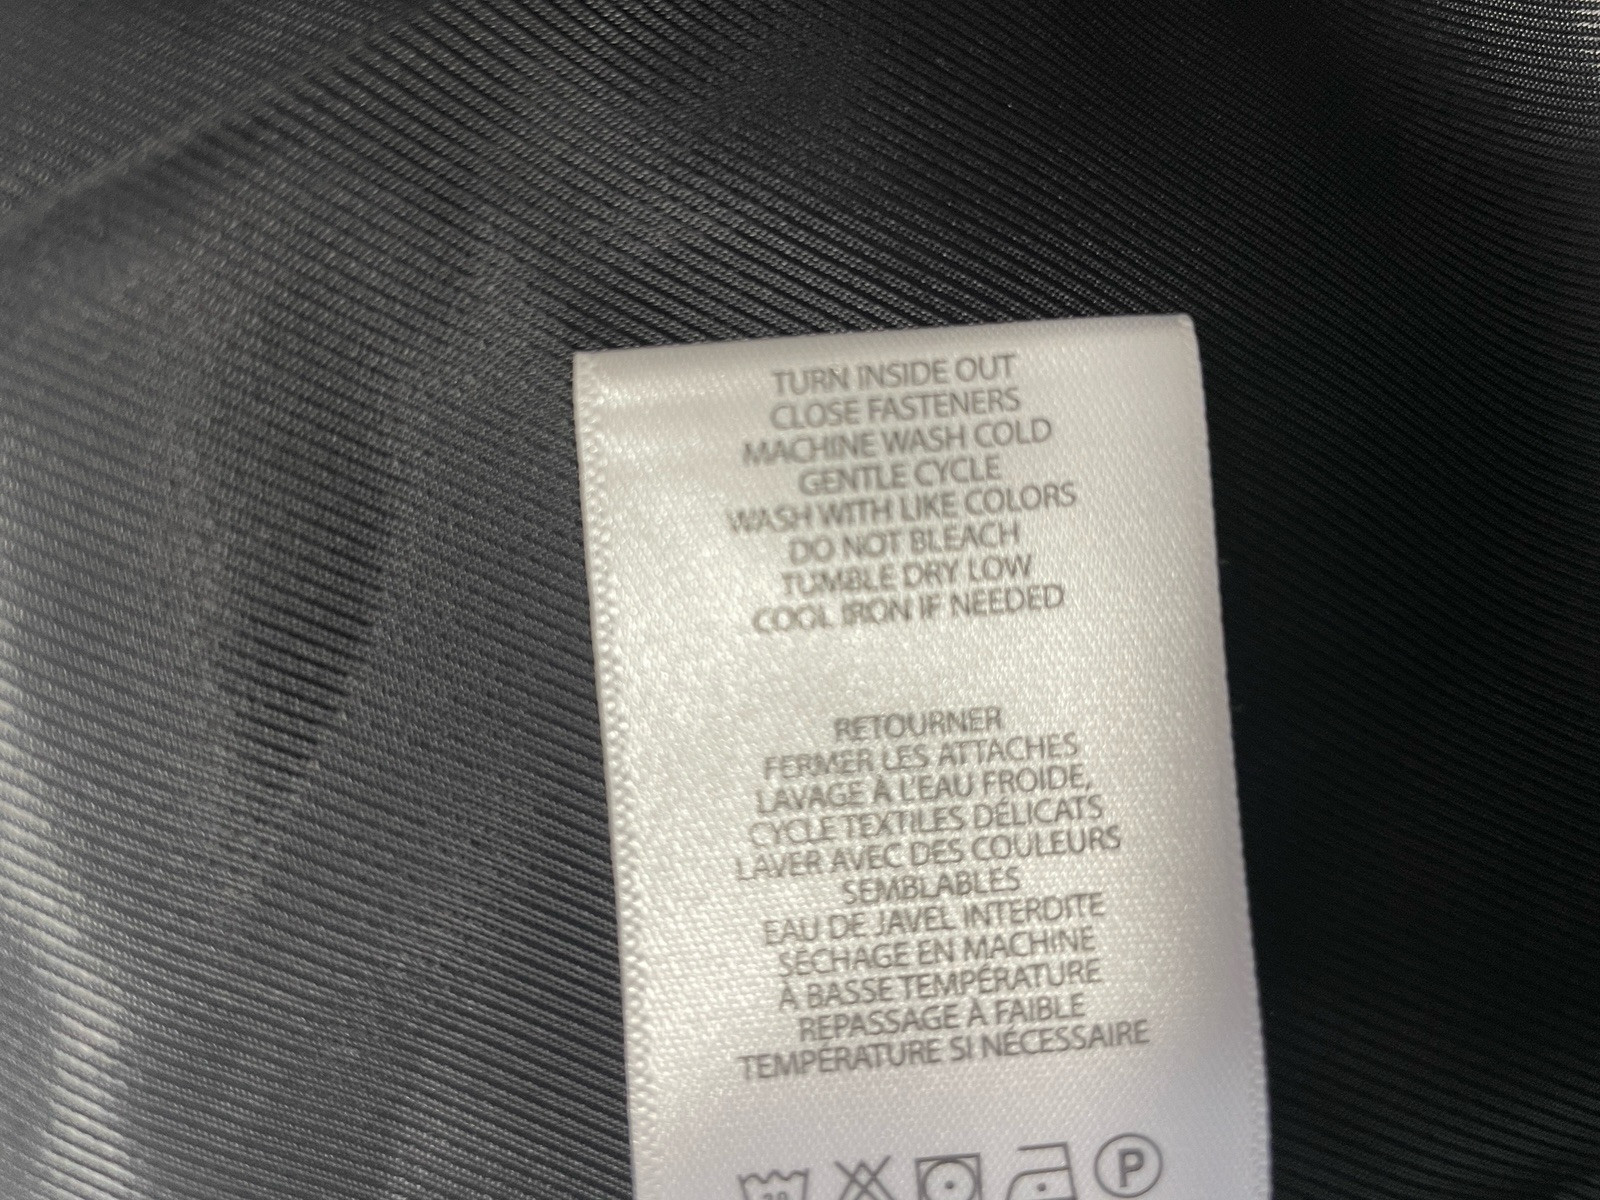 TURN INSIDE OUT
CLOSE FASTENERS
MACHINE WASH COLD
GENTLE CYCLE
WASH WITH LIKE COLORS
DO NOT BLEACH
TUMBLE DRY LOW
COOL IRON IF NEEDED
RETOURNER
FERMER LES ATTACHES
LAVAGE À L'EAU FROIDE,
CYCLE TEXTILES DÉLICATS
LAVER AVEC DES COULEURS
SEMBLABLES
EAU DE JAVEL INTERDITE
SÉCHAGE EN MACHINE
À BASSE TEMPÉRATURE
REPASSAGE À FAIBLE
TEMPÉRATURE SI NÉCESSAIRE
P